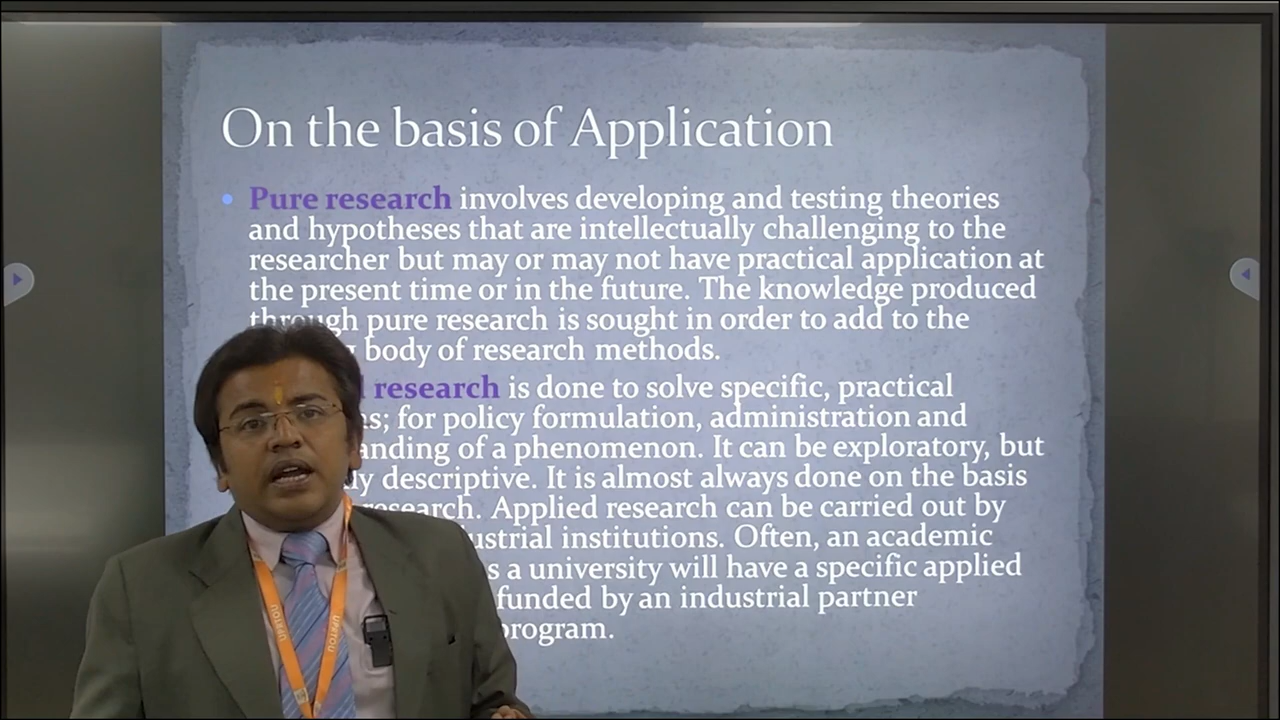 On the basis of Application
• Pure research involves developing and testing theories
and hypotheses that are intellectually challenging to the
researcher but may or may not have practical application at
the present time or in the future. The knowledge produced
through pure research is sought in order to add to the
body of research methods.
research is done to solve specific, practical
for policy formulation, administration and
of a phenomenon. It can be exploratory, but
descriptive. It is almost always done on the basis
research. Applied research can be carried out by
institutions. Often, an academic
a university will have a specific applied
funded by an industrial partner
program.
UPRTOU
UPRTOU